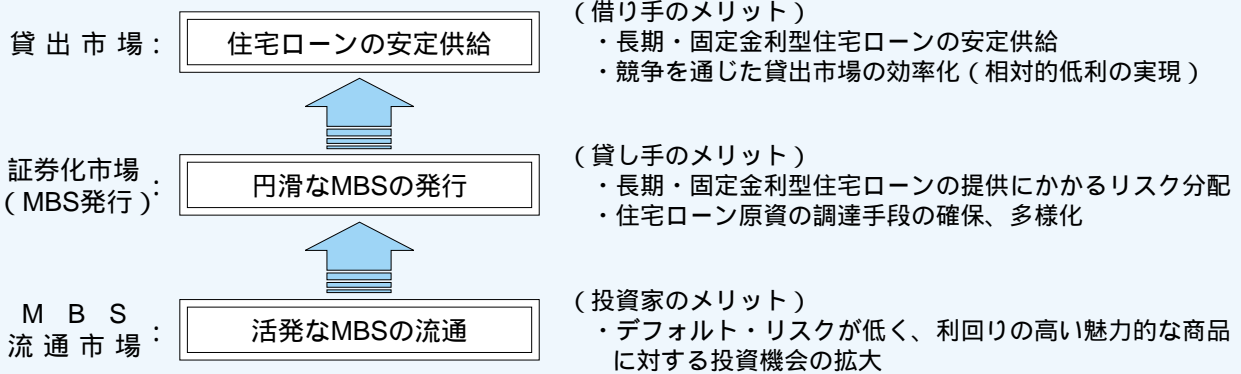 (借り手のメリット)
貸 出 市 場 : 住宅ローンの安定供給
・長期・固定金利型住宅ローンの安定供給
・競争を通じた貸出市場の効率化(相対的低利の実現)
証券化市場
(MBS発行) : 円滑なMBSの発行
(貸し手のメリット)
・長期・固定金利型住宅ローンの提供にかかるリスク分配
・住宅ローン原資の調達手段の確保、多様化
M B S
流 通 市 場 : 活発なMBSの流通
(投資家のメリット)
・デフォルト・リスクが低く、利回りの高い魅力的な商品
に対する投資機会の拡大